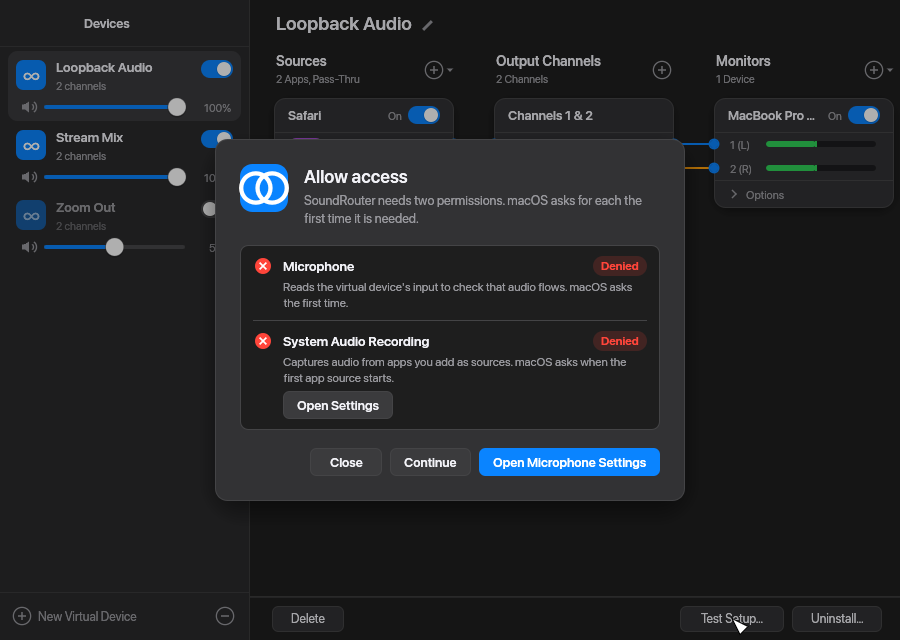 Devices
Loopback Audio
2 channels
100%
Stream Mix
2 channels
Zoom Out
2 channels
New Virtual Device
Loopback Audio
Sources
2 Apps, Pass-Thru
Output Channels
2 Channels
Monitors
1 Device
Safari
On
Channels 1 & 2
MacBook Pro ...
On
1 (L)
2 (R)
Options
Allow access
SoundRouter needs two permissions. macOS asks for each the
first time it is needed.
Microphone
Denied
Reads the virtual device's input to check that audio flows. macOS asks
the first time.
System Audio Recording
Denied
Captures audio from apps you add as sources. macOS asks when the
first app source starts.
Open Settings
Close
Continue
Open Microphone Settings
Delete
Test Setup...
Uninstall...